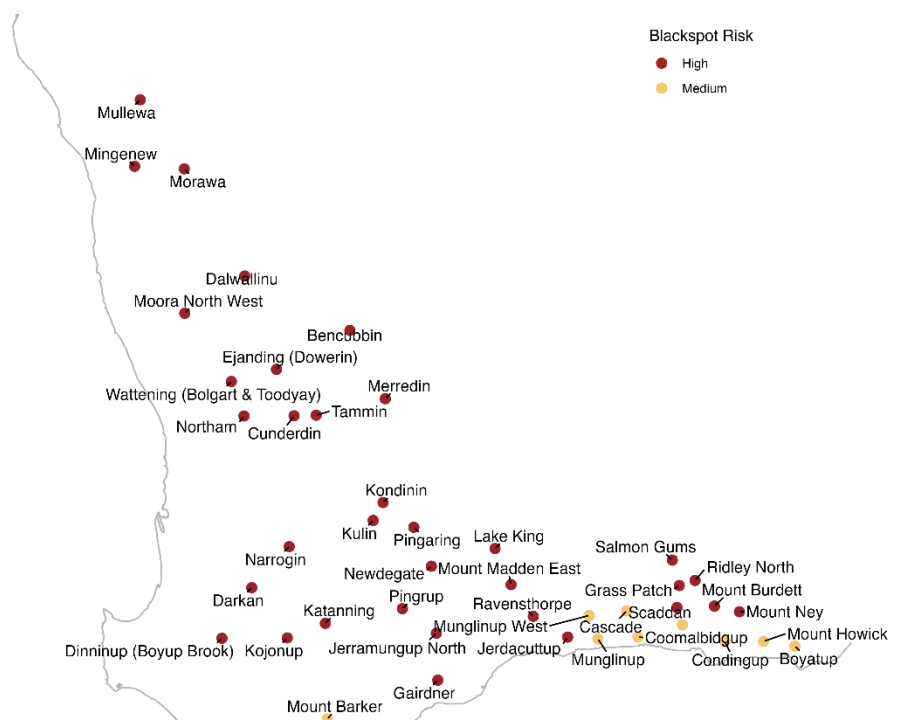 Blackspot Risk
High
Medium
Mullewa
Mingenew
Morawa
Dalwallinu
Moora North West
Bencubbin
Ejanding (Dowerin)
Merredin
Wattening (Bolgart & Toodyay)
Tammin
Northam
Cunderdin
Kondinin
Kulin
Pingaring
Lake King
Salmon Gums
Narrogin
Newdegate
Mount Madden East
Ridley North
Grass Patch
Mount Burdett
Darkan
Pingrup
Katanning
Ravensthorpe
Scaddan
Mount Ney
Munglinup West
Cascade
Coomalbidgup
Mount Howick
Dinninup (Boyup Brook)
Kojonup
Jerramungup North
Jerdacuttup
Munglinup
Condingup
Boyatup
Gairdner
Mount Barker